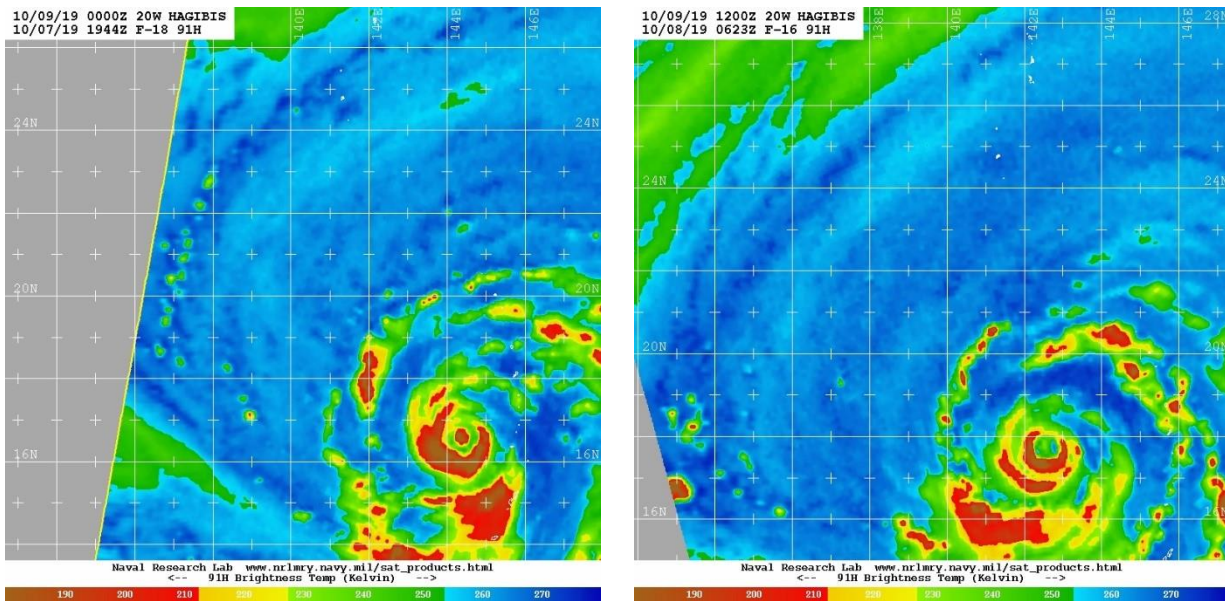 10/09/19 0000Z 20W HAGIBIS
10/07/19 1944Z F-18 91H
140E
142E
144E
146E
24N 24N
20N 20N
16N 16N
Naval Research Lab www.nrlmry.navy.mil/sat_products.html
<-- 91H Brightness Temp (Kelvin) -->
190 200 210 220 230 240 250 260 270
10/09/19 1200Z 20W HAGIBIS
10/08/19 0623Z F-16 91H
138E
140E
142E
144E
146E
28N
24N 24N
20N 20N
16N 16N
Naval Research Lab www.nrlmry.navy.mil/sat_products.html
<-- 91H Brightness Temp (Kelvin) -->
190 200 210 220 230 240 250 260 270